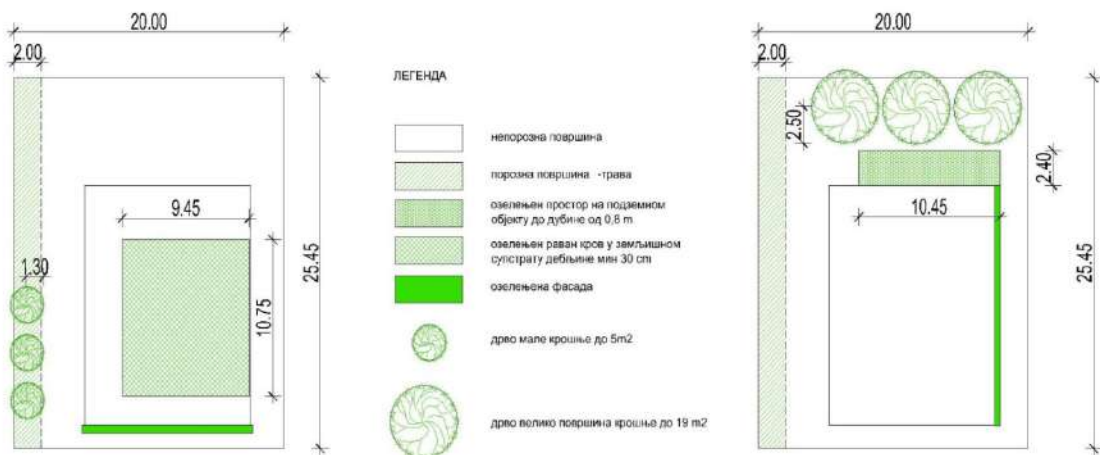 20.00
2.00
9.45
1.30
10.75
25.45
ЛЕГЕНДА
непорозна површина
порозна површина -трава
озелењен простор на подземном
објекту до дубине од 0,8 m
озелењен раван кров у земљишном
супстрату дебљине мин 30 cm
озелењена фасада
дрво мале крошње до 5m2
дрво велико површина крошње до 19 m2
20.00
2.00
2.50
2.40
10.45
25.45